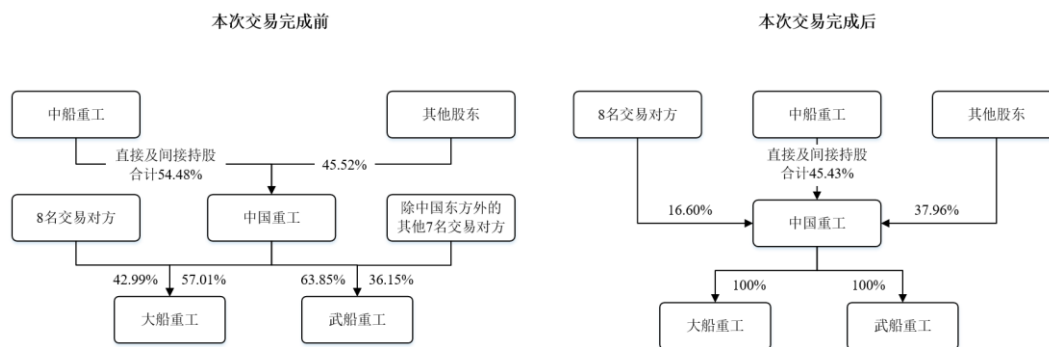 本次交易完成前
中船重工
其他股东
直接及间接持股
合计54.48%
45.52%
8名交易对方
中国重工
除中国东方外的
其他7名交易对方
42.99%
57.01%
63.85%
36.15%
大船重工
武船重工
本次交易完成后
8名交易对方
中船重工
其他股东
直接及间接持股
合计45.43%
16.60%
中国重工
37.96%
100%
100%
大船重工
武船重工